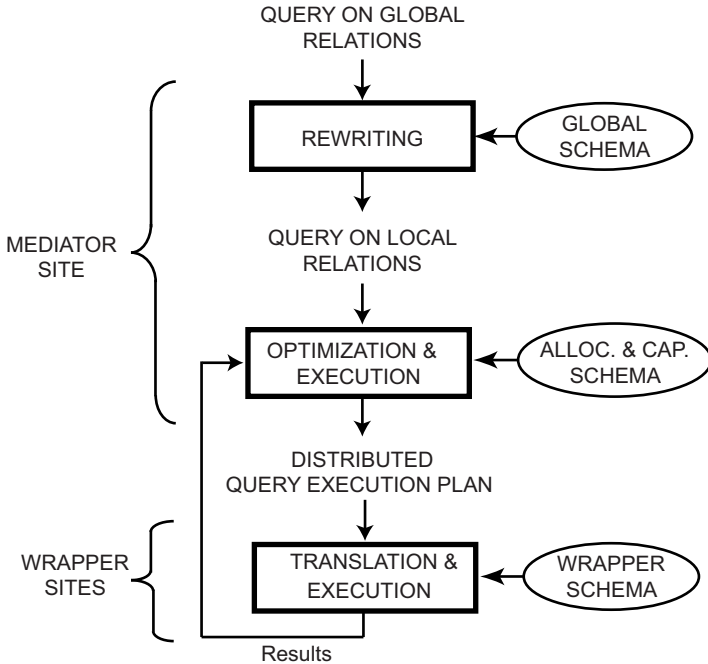 QUERY ON GLOBAL
RELATIONS
REWRITING
GLOBAL
SCHEMA
MEDIATOR
SITE
QUERY ON LOCAL
RELATIONS
OPTIMIZATION &
EXECUTION
ALLOC. & CAP.
SCHEMA
DISTRIBUTED
QUERY EXECUTION PLAN
WRAPPER
SITES
TRANSLATION &
EXECUTION
WRAPPER
SCHEMA
Results